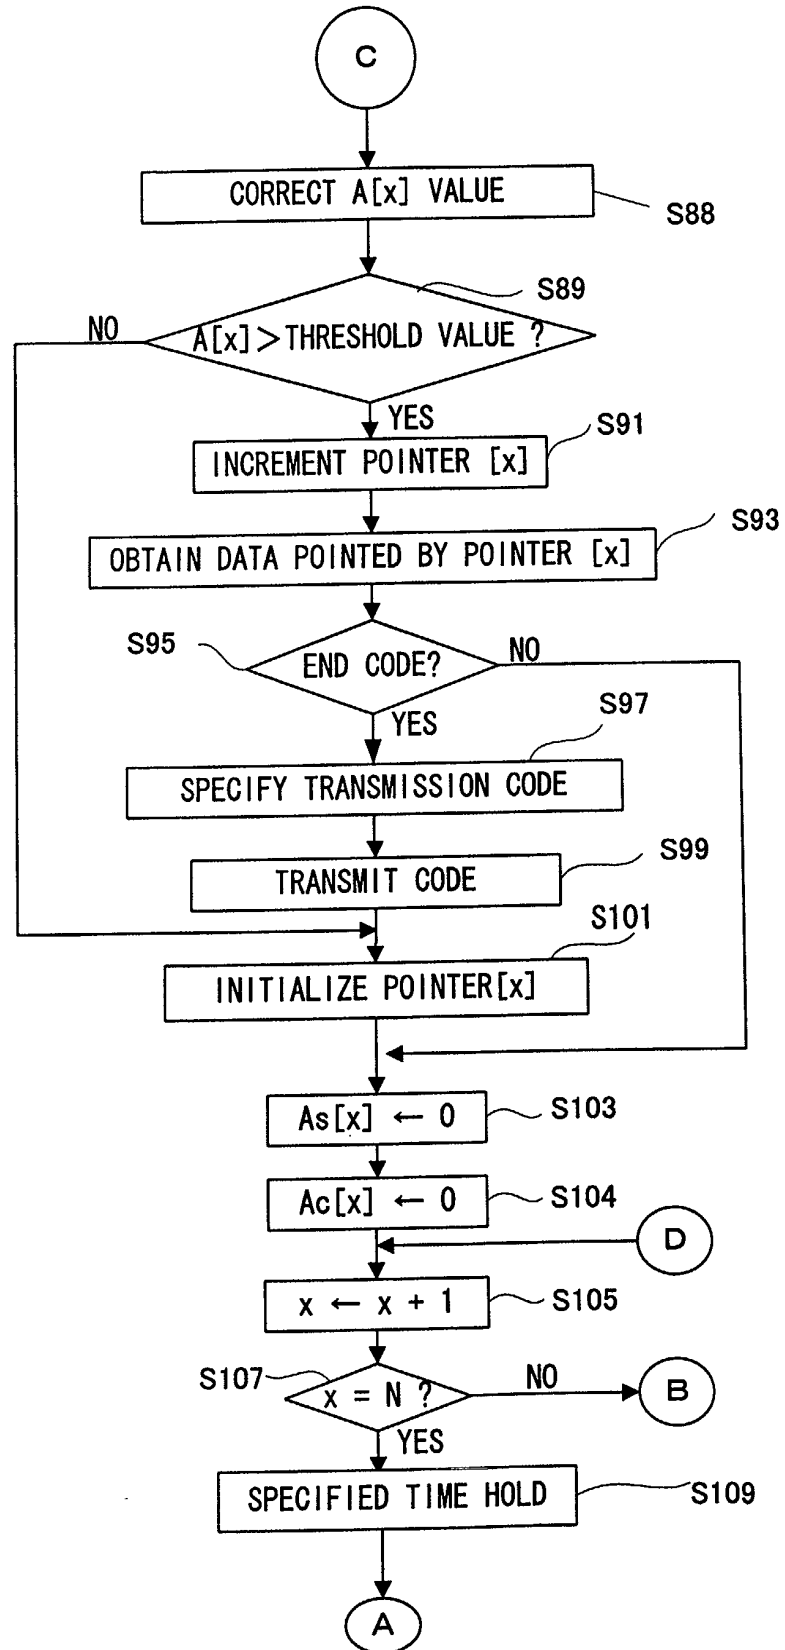 C
CORRECT A[x] VALUE
S88
S89
NO
A[x]>THRESHOLD VALUE ?
YES
S91
INCREMENT POINTER [x]
S93
OBTAIN DATA POINTED BY POINTER [x]
S95
END CODE?
NO
YES
S97
SPECIFY TRANSMISSION CODE
S99
TRANSMIT CODE
S101
INITIALIZE POINTER[x]
As[x] ← 0
S103
Ac[x] ← 0
S104
D
x ← x + 1
S105
S107
x = N ?
NO
B
YES
SPECIFIED TIME HOLD
S109
A